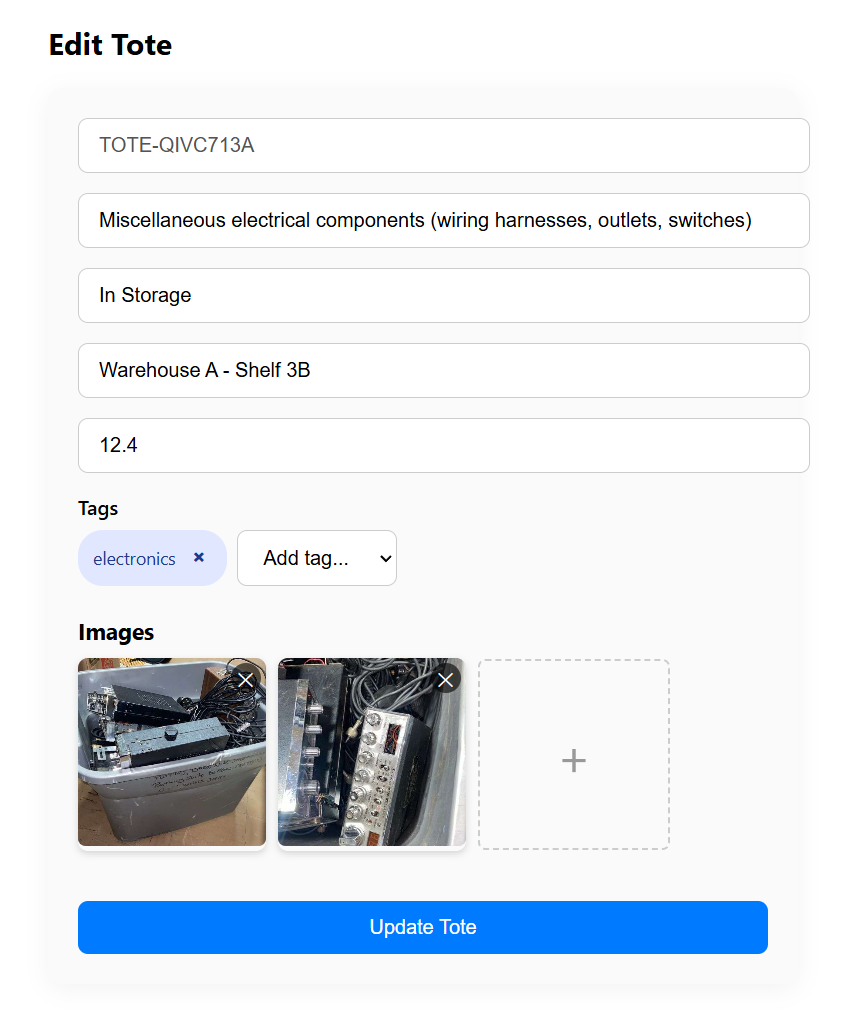 Edit Tote
TOTE-QIVC713A
Miscellaneous electrical components (wiring harnesses, outlets, switches)
In Storage
Warehouse A - Shelf 3B
12.4
Tags
electronics ×
Add tag...
Images
+
Update Tote